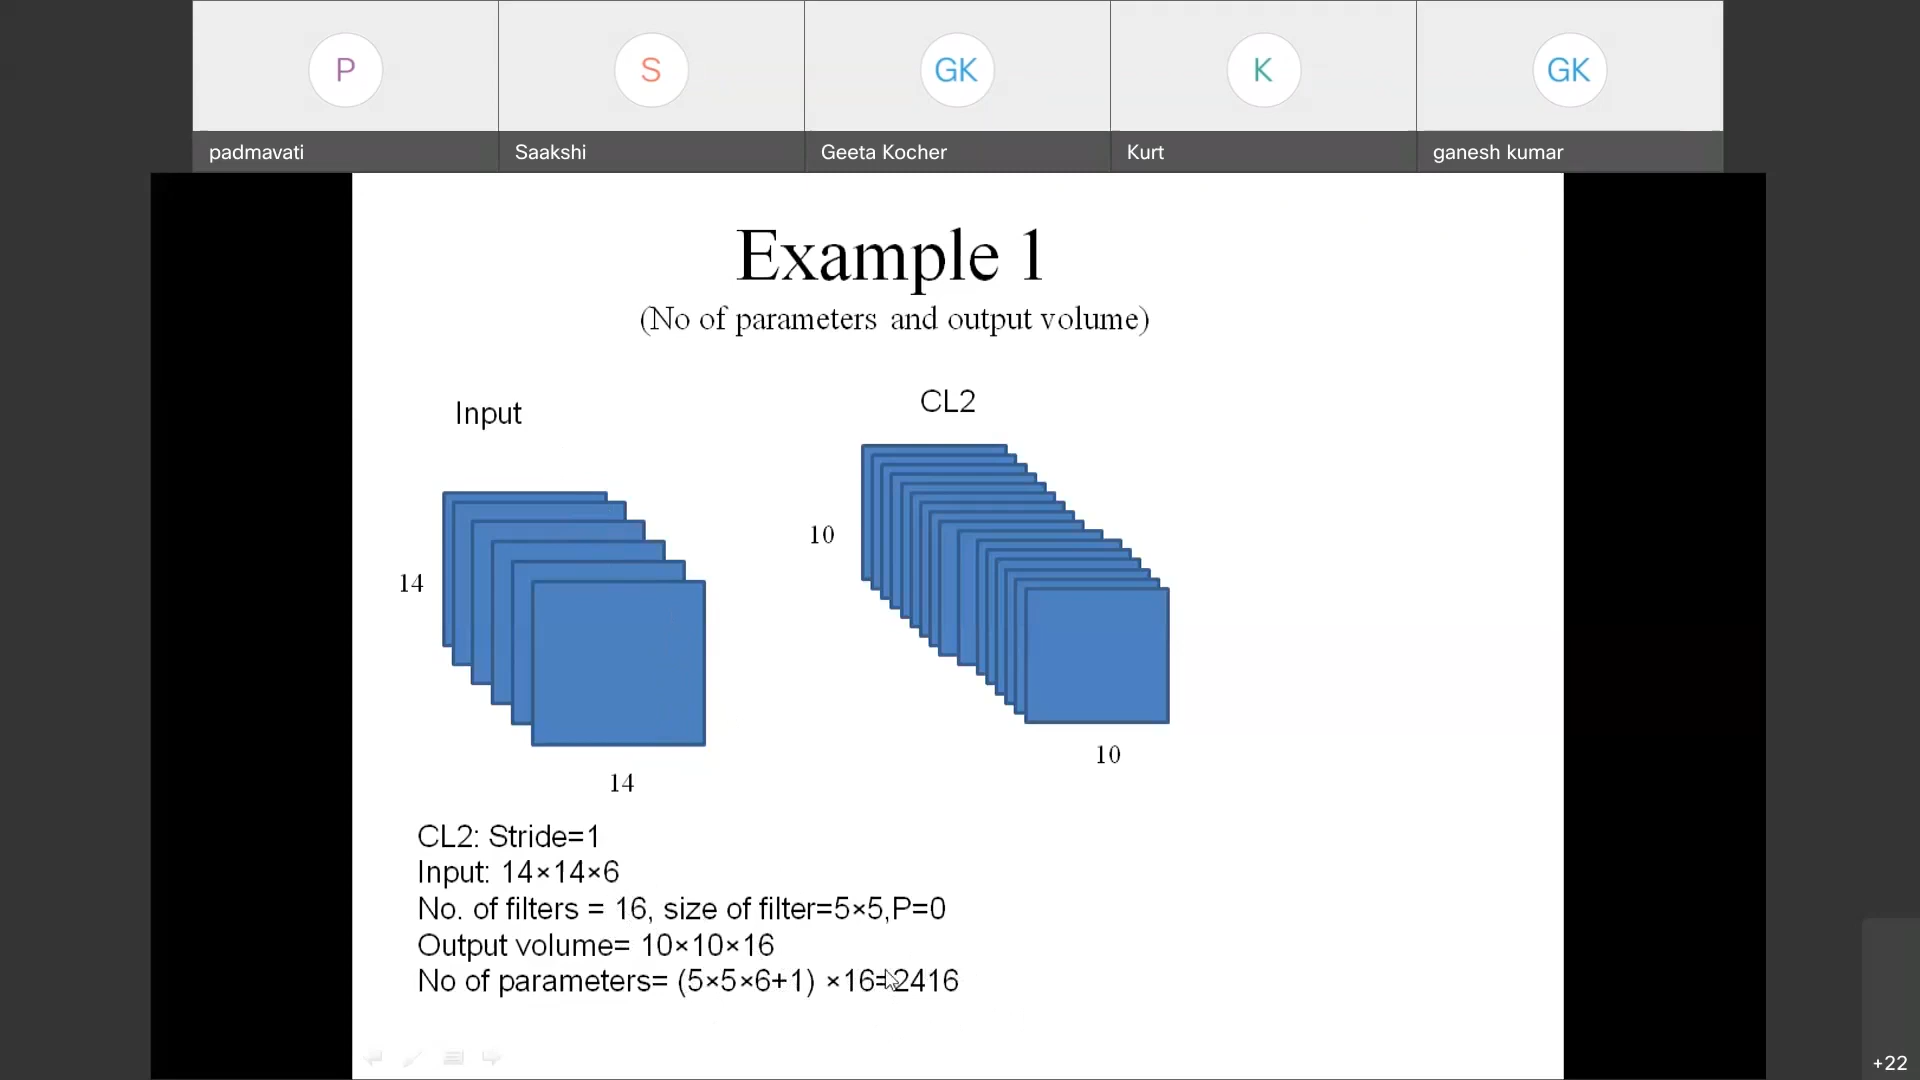 P
S
GK
K
GK
padmavati
Saakshi
Geeta Kocher
Kurt
ganesh kumar
Example 1
(No of parameters and output volume)
Input
CL2
14
14
10
10
CL2: Stride=1
Input: 14×14×6
No. of filters = 16, size of filter=5×5,P=0
Output volume= 10×10×16
No of parameters= (5×5×6+1) ×16=2416
+22